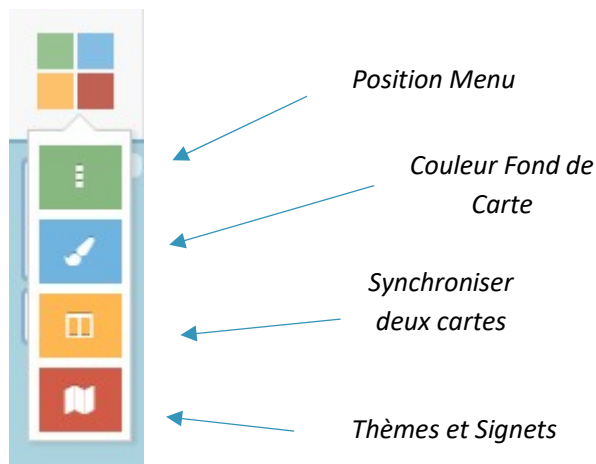 Position Menu
Couleur Fond de
Carte
Synchroniser
deux cartes
Thèmes et Signets